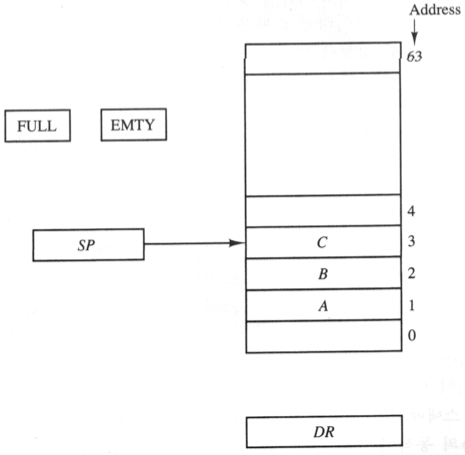 Address
63
FULL EMTY
4
SP C 3
B 2
A 1
0
DR